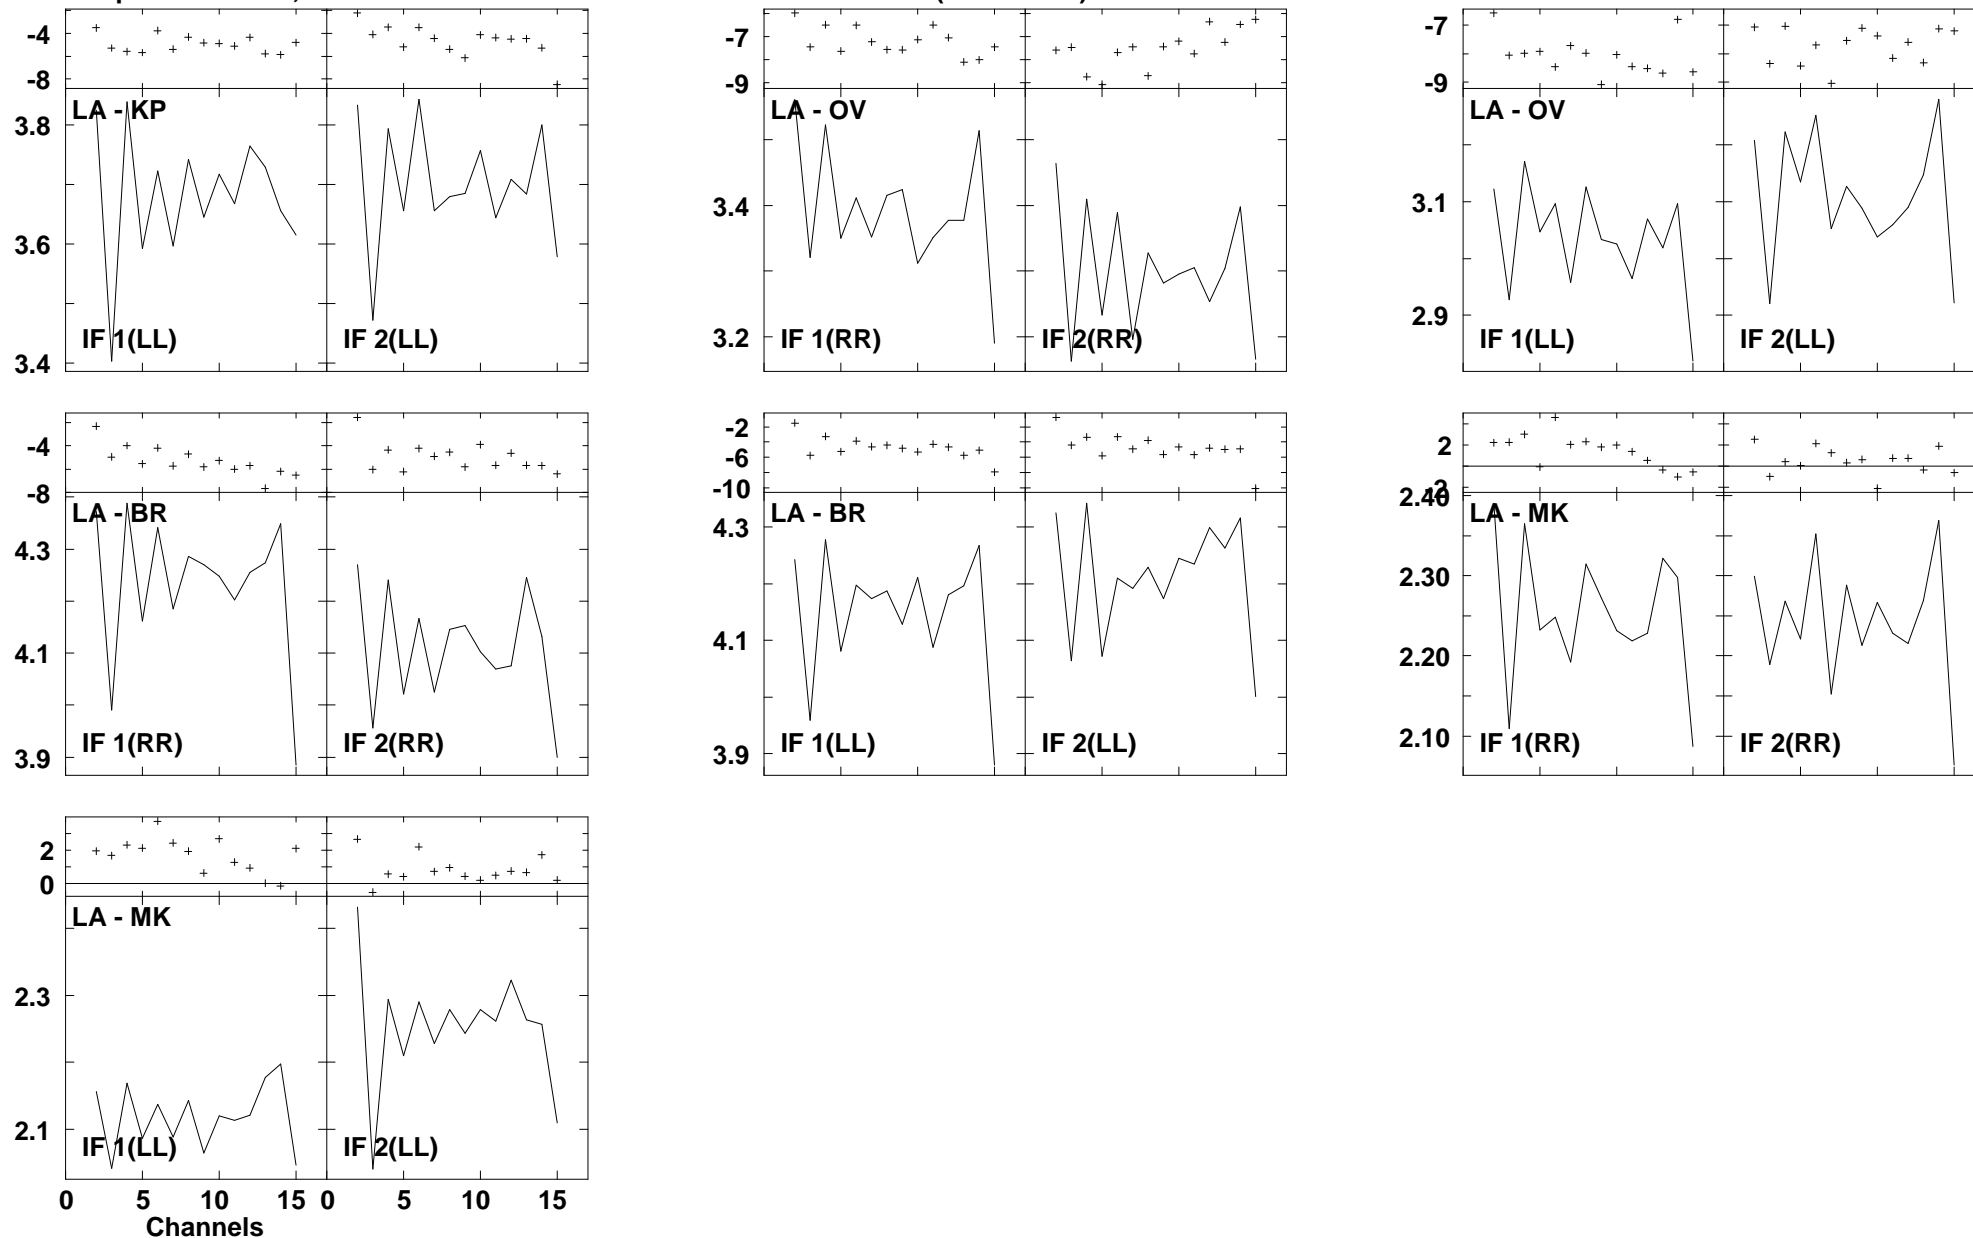 -4
-8
LA - KP
3.8
3.6
3.4
IF 1(LL)
IF 2(LL)
-7
-9
LA - OV
3.4
3.2
IF 1(RR)
IF 2(RR)
-7
-9
LA - OV
3.1
2.9
IF 1(LL)
IF 2(LL)
-4
-8
LA - BR
4.3
4.1
3.9
IF 1(RR)
IF 2(RR)
-2
-6
-10
LA - BR
4.3
4.1
3.9
IF 1(LL)
IF 2(LL)
2
-2
2.40
LA - MK
2.30
2.20
2.10
IF 1(RR)
IF 2(RR)
2
0
LA - MK
2.3
2.1
IF 1(LL)
IF 2(LL)
0 5 10 15 0 5 10 15
Channels